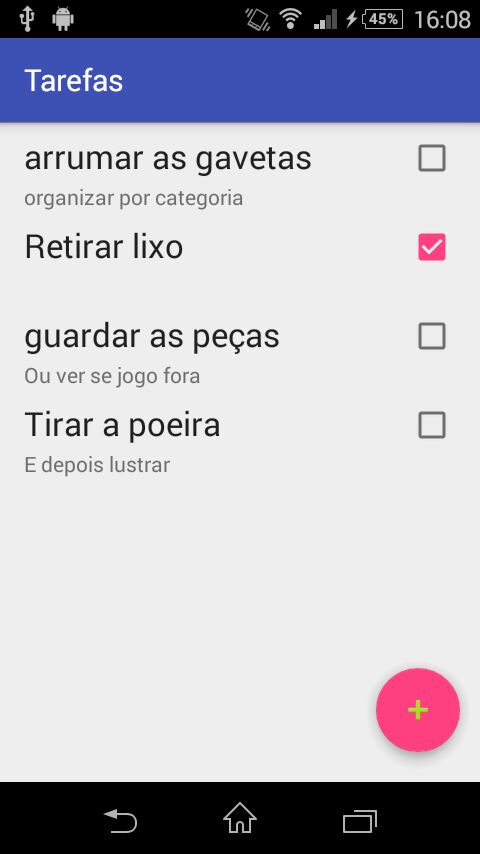 45% 16:08
Tarefas
arrumar as gavetas
organizar por categoria
Retirar lixo
guardar as peças
Ou ver se jogo fora
Tirar a poeira
E depois lustrar
+